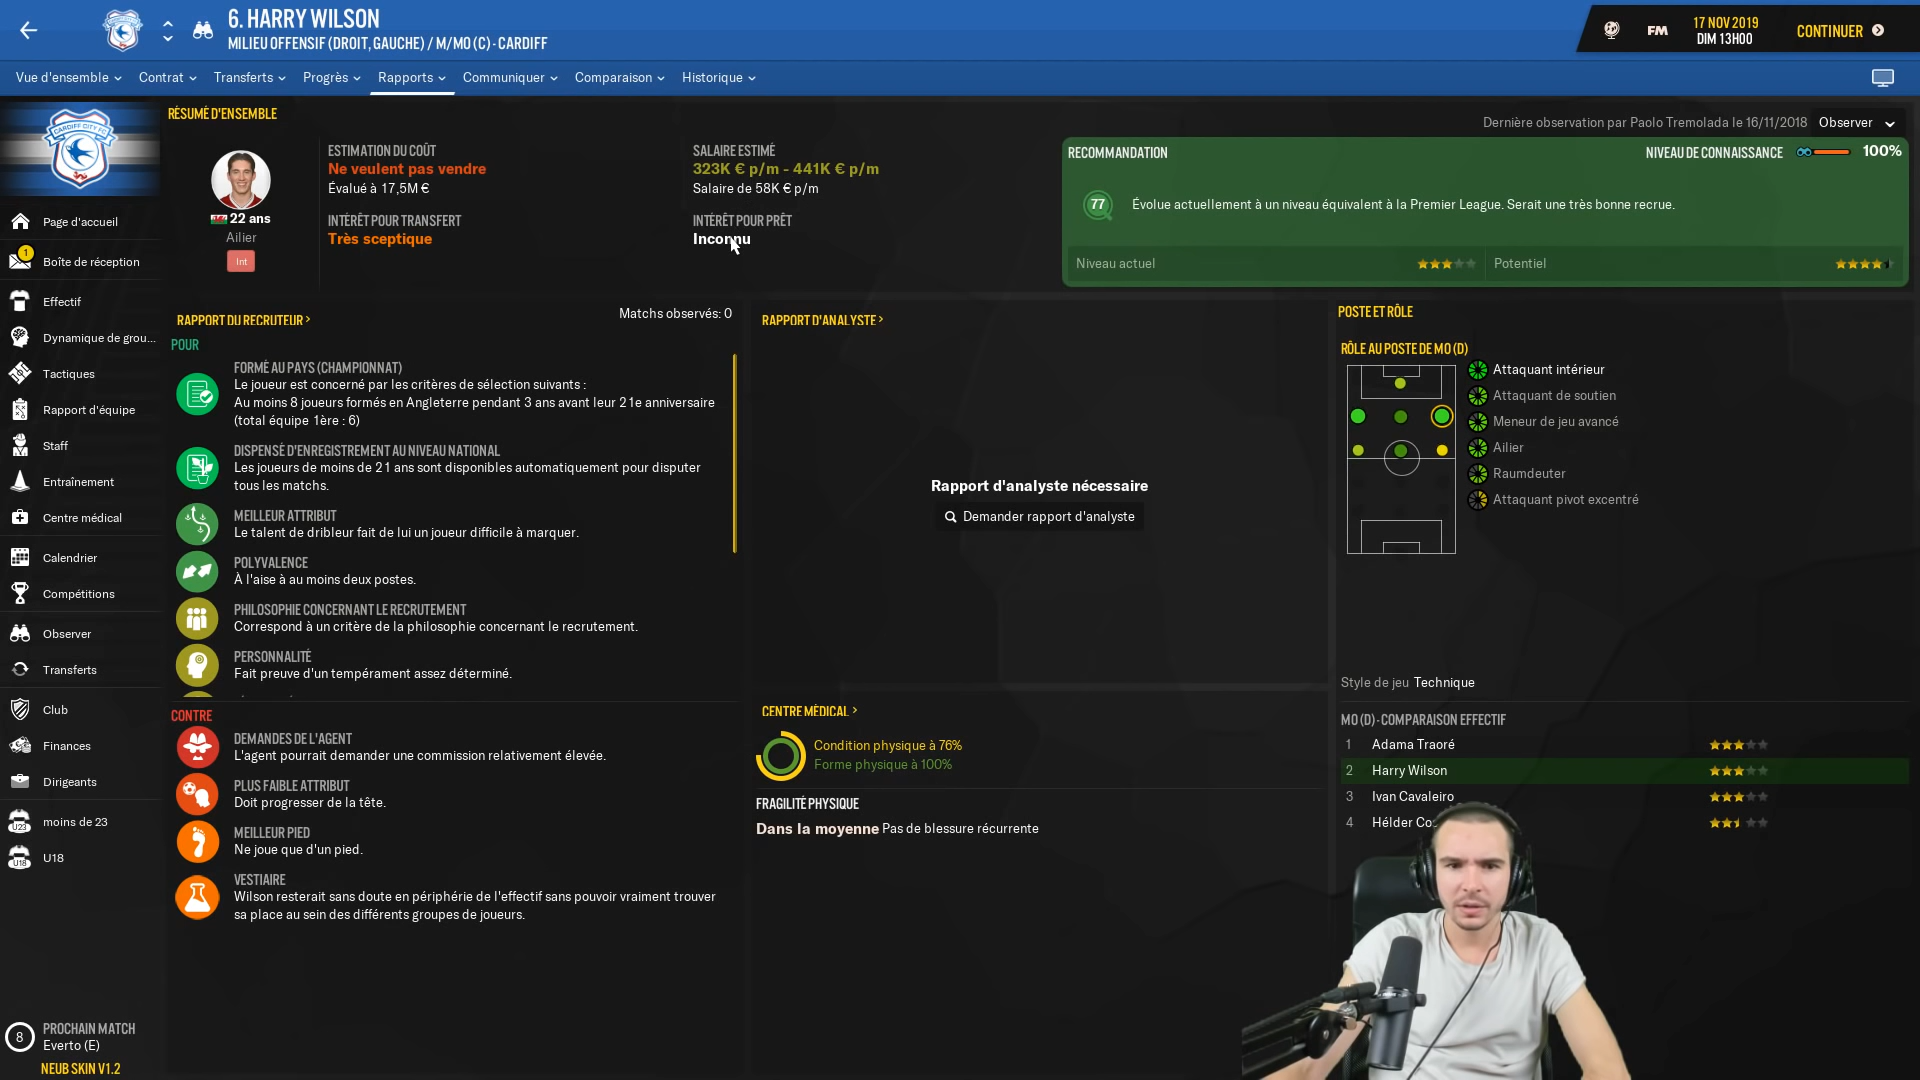 6. HARRY WILSON
MILIEU OFFENSIF (DROIT, GAUCHE) / M/MO (C) - CARDIFF
FM
17 NOV 2019
DIM 13H00
CONTINUER
Vue d'ensemble
Contrat
Transferts
Progrès
Rapports
Communiquer
Comparaison
Historique
CARDIFF CITY FC
Page d'accueil
1
Boîte de réception
Effectif
Dynamique de grou...
Tactiques
Rapport d'équipe
Staff
Entraînement
Centre médical
Calendrier
Compétitions
Observer
Transferts
Club
Finances
Dirigeants
U23
moins de 23
U18
U18
8
PROCHAIN MATCH
Everto (E)
NEUB SKIN V1.2
RÉSUMÉ D'ENSEMBLE
Dernière observation par Paolo Tremolada le 16/11/2018
Observer
22 ans
Ailier
Int
ESTIMATION DU COÛT
Ne veulent pas vendre
Évalué à 17,5M €
INTÉRÊT POUR TRANSFERT
Très sceptique
SALAIRE ESTIMÉ
323K € p/m - 441K € p/m
Salaire de 58K € p/m
INTÉRÊT POUR PRÊT
Inconnu
RECOMMANDATION
NIVEAU DE CONNAISSANCE
100%
77
Évolue actuellement à un niveau équivalent à la Premier League. Serait une très bonne recrue.
Niveau actuel
Potentiel
RAPPORT DU RECRUTEUR >
Matchs observés: 0
POUR
FORMÉ AU PAYS (CHAMPIONNAT)
Le joueur est concerné par les critères de sélection suivants :
Au moins 8 joueurs formés en Angleterre pendant 3 ans avant leur 21e anniversaire
(total équipe 1ère : 6)
DISPENSÉ D'ENREGISTREMENT AU NIVEAU NATIONAL
Les joueurs de moins de 21 ans sont disponibles automatiquement pour disputer
tous les matchs.
MEILLEUR ATTRIBUT
Le talent de dribleur fait de lui un joueur difficile à marquer.
POLYVALENCE
À l'aise à au moins deux postes.
PHILOSOPHIE CONCERNANT LE RECRUTEMENT
Correspond à un critère de la philosophie concernant le recrutement.
PERSONNALITÉ
Fait preuve d'un tempérament assez déterminé.
CONTRE
DEMANDES DE L'AGENT
L'agent pourrait demander une commission relativement élevée.
PLUS FAIBLE ATTRIBUT
Doit progresser de la tête.
MEILLEUR PIED
Ne joue que d'un pied.
VESTIAIRE
Wilson resterait sans doute en périphérie de l'effectif sans pouvoir vraiment trouver
sa place au sein des différents groupes de joueurs.
RAPPORT D'ANALYSTE >
Rapport d'analyste nécessaire
Demander rapport d'analyste
CENTRE MÉDICAL >
Condition physique à 76%
Forme physique à 100%
FRAGILITÉ PHYSIQUE
Dans la moyenne Pas de blessure récurrente
POSTE ET RÔLE
RÔLE AU POSTE DE MO (D)
Attaquant intérieur
Attaquant de soutien
Meneur de jeu avancé
Ailier
Raumdeuter
Attaquant pivot excentré
Style de jeu Technique
MO (D) - COMPARAISON EFFECTIF
1 Adama Traoré
2 Harry Wilson
3 Ivan Cavaleiro
4 Hélder